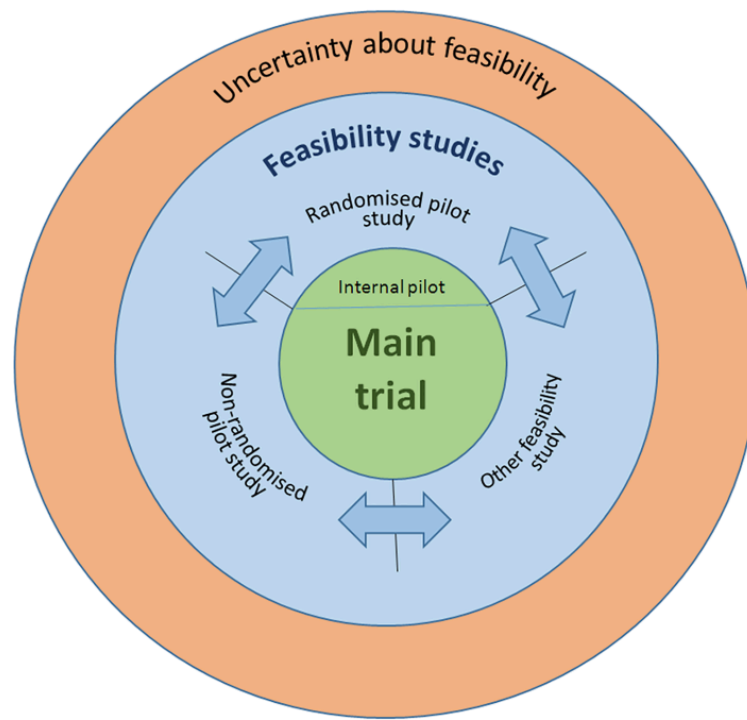 Uncertainty about feasibility
Feasibility studies
Randomised pilot
study
Internal pilot
Main
trial
Non-randomised
pilot study
Other feasibility
study